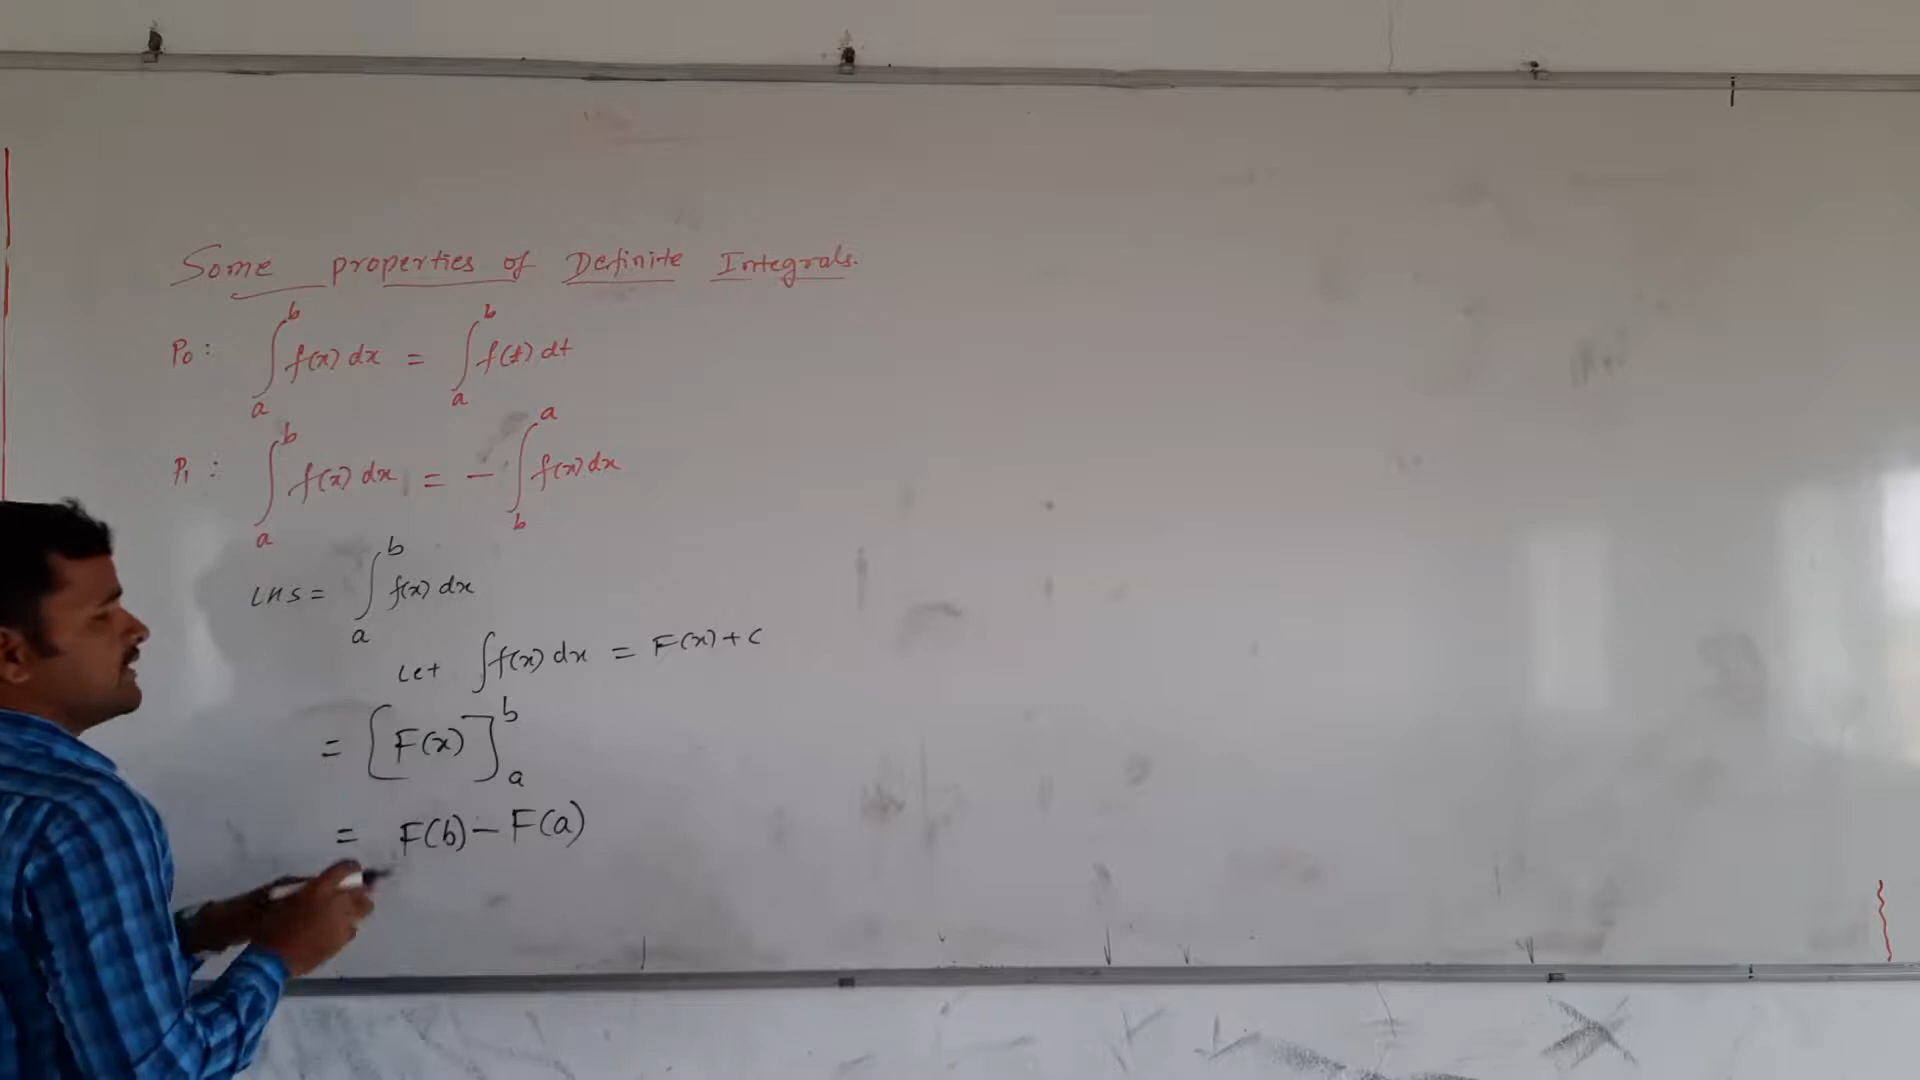 Some properties of Definite Integrals.
P₀ : ∫ₐᵇ f(x) dx = ∫ₐᵇ f(t) dt
P₁ : ∫ₐᵇ f(x) dx = - ∫_b^a f(x) dx
LHS = ∫ₐᵇ f(x) dx
Let ∫f(x) dx = F(x) + C
= [F(x)]ₐᵇ
= F(b) - F(a)